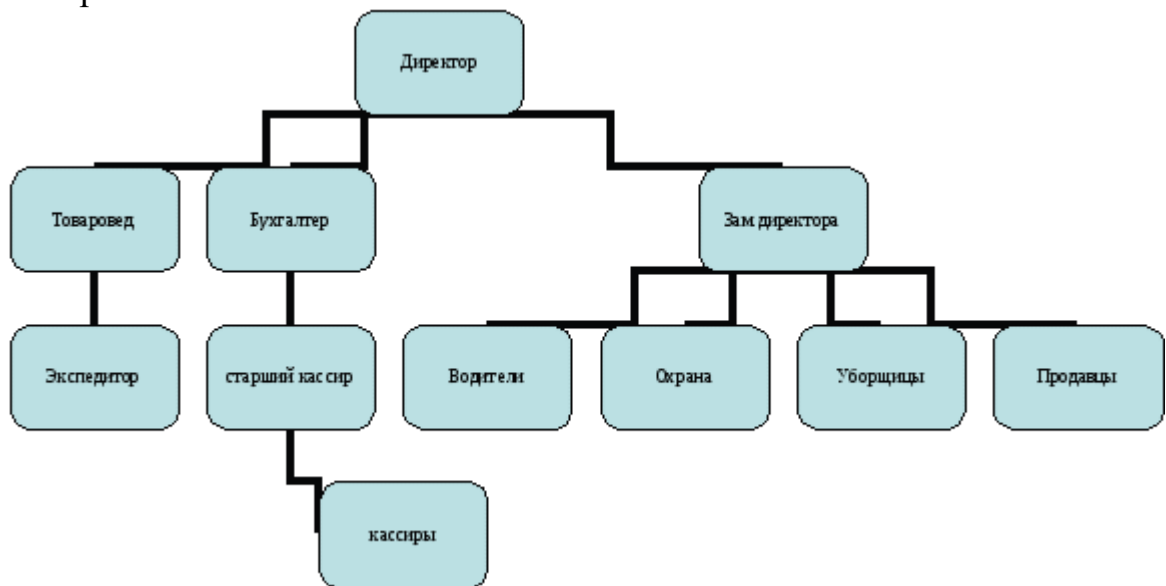 Директор
Товаровед
Бухгалтер
Зам директора
Экспедитор
старший кассир
Водители
Охрана
Уборщицы
Продавцы
кассиры